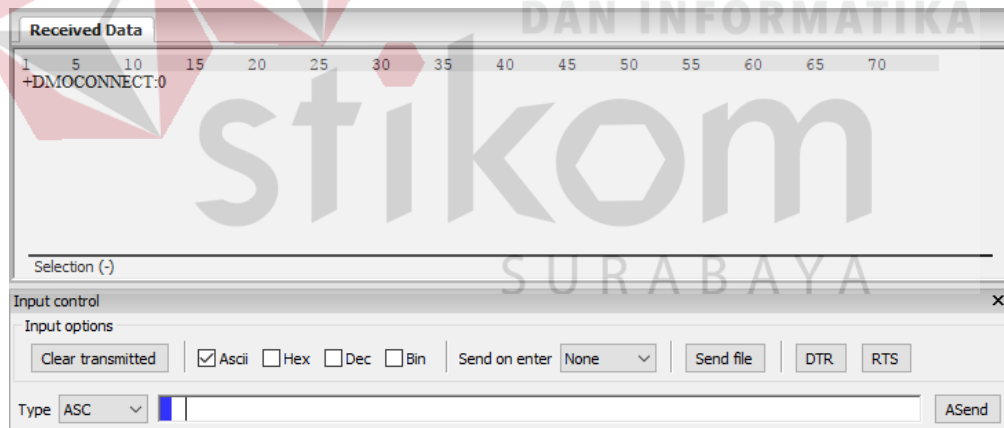 DAN INFORMATIKA
Received Data
1 5 10 15 20 25 30 35 40 45 50 55 60 65 70
+DMOCONNECT:0
stikom
Selection (-)
SURABAYA
Input control
Input options
Clear transmitted Ascii Hex Dec Bin Send on enter None Send file DTR RTS
Type ASC ASend